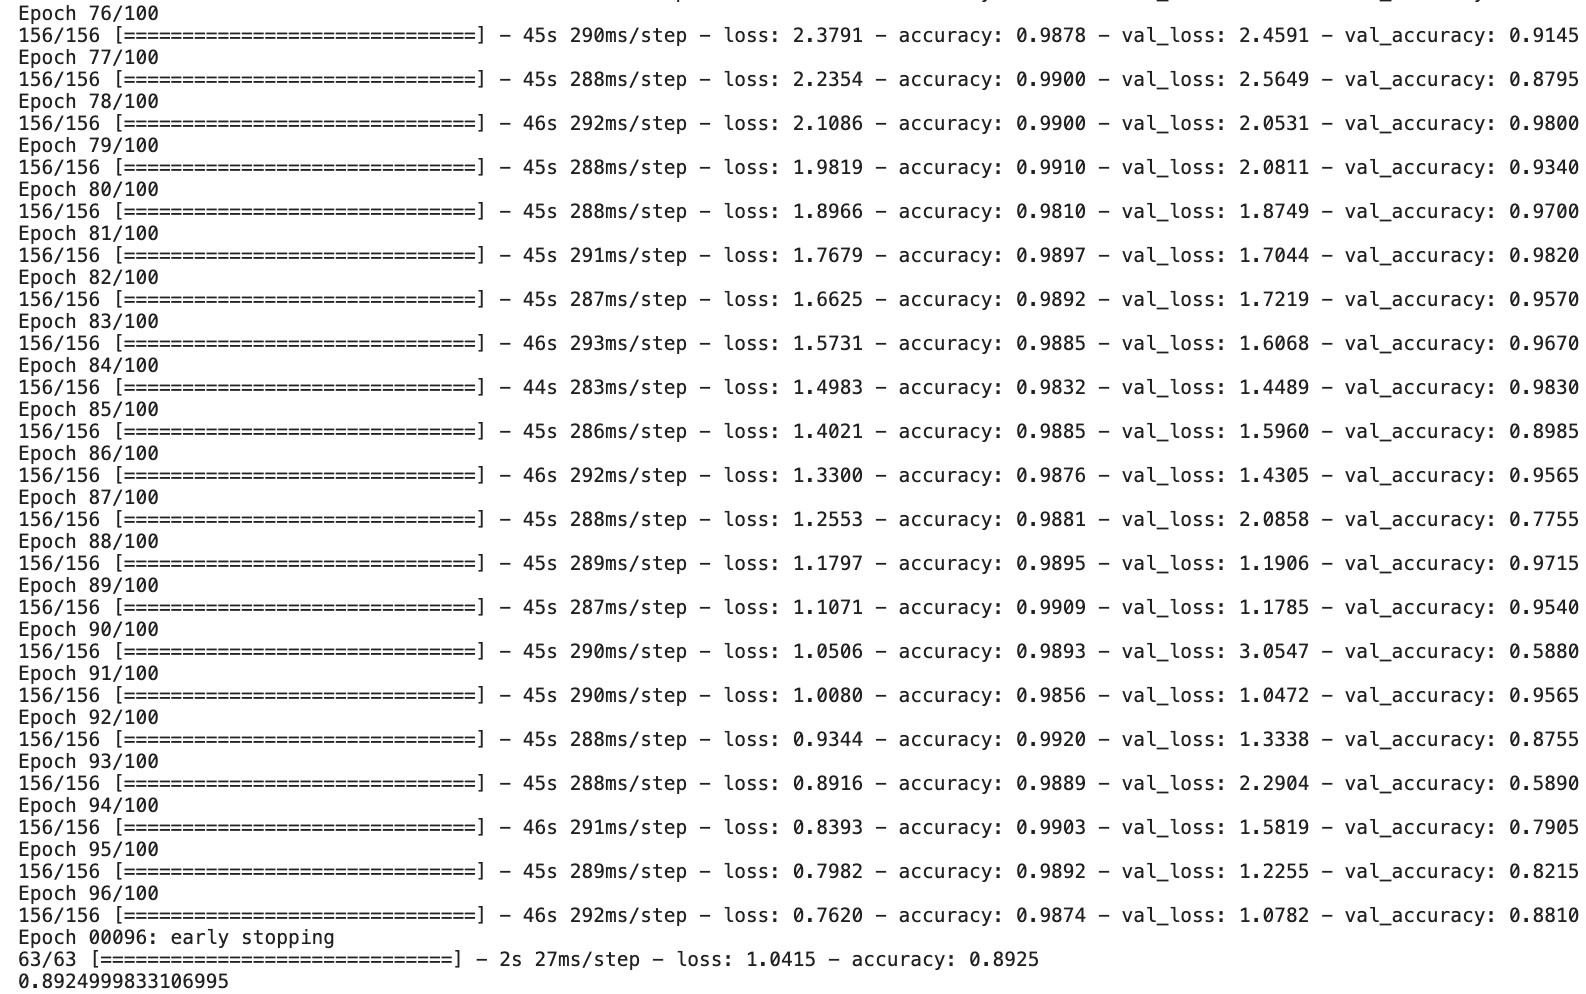 Epoch 76/100
156/156 [==============================] - 45s 290ms/step - loss: 2.3791 - accuracy: 0.9878 - val_loss: 2.4591 - val_accuracy: 0.9145
Epoch 77/100
156/156 [==============================] - 45s 288ms/step - loss: 2.2354 - accuracy: 0.9900 - val_loss: 2.5649 - val_accuracy: 0.8795
Epoch 78/100
156/156 [==============================] - 46s 292ms/step - loss: 2.1086 - accuracy: 0.9900 - val_loss: 2.0531 - val_accuracy: 0.9800
Epoch 79/100
156/156 [==============================] - 45s 288ms/step - loss: 1.9819 - accuracy: 0.9910 - val_loss: 2.0811 - val_accuracy: 0.9340
Epoch 80/100
156/156 [==============================] - 45s 288ms/step - loss: 1.8966 - accuracy: 0.9810 - val_loss: 1.8749 - val_accuracy: 0.9700
Epoch 81/100
156/156 [==============================] - 45s 291ms/step - loss: 1.7679 - accuracy: 0.9897 - val_loss: 1.7044 - val_accuracy: 0.9820
Epoch 82/100
156/156 [==============================] - 45s 287ms/step - loss: 1.6625 - accuracy: 0.9892 - val_loss: 1.7219 - val_accuracy: 0.9570
Epoch 83/100
156/156 [==============================] - 46s 293ms/step - loss: 1.5731 - accuracy: 0.9885 - val_loss: 1.6068 - val_accuracy: 0.9670
Epoch 84/100
156/156 [==============================] - 44s 283ms/step - loss: 1.4983 - accuracy: 0.9832 - val_loss: 1.4489 - val_accuracy: 0.9830
Epoch 85/100
156/156 [==============================] - 45s 286ms/step - loss: 1.4021 - accuracy: 0.9885 - val_loss: 1.5960 - val_accuracy: 0.8985
Epoch 86/100
156/156 [==============================] - 46s 292ms/step - loss: 1.3300 - accuracy: 0.9876 - val_loss: 1.4305 - val_accuracy: 0.9565
Epoch 87/100
156/156 [==============================] - 45s 288ms/step - loss: 1.2553 - accuracy: 0.9881 - val_loss: 2.0858 - val_accuracy: 0.7755
Epoch 88/100
156/156 [==============================] - 45s 289ms/step - loss: 1.1797 - accuracy: 0.9895 - val_loss: 1.1906 - val_accuracy: 0.9715
Epoch 89/100
156/156 [==============================] - 45s 287ms/step - loss: 1.1071 - accuracy: 0.9909 - val_loss: 1.1785 - val_accuracy: 0.9540
Epoch 90/100
156/156 [==============================] - 45s 290ms/step - loss: 1.0506 - accuracy: 0.9893 - val_loss: 3.0547 - val_accuracy: 0.5880
Epoch 91/100
156/156 [==============================] - 45s 290ms/step - loss: 1.0080 - accuracy: 0.9856 - val_loss: 1.0472 - val_accuracy: 0.9565
Epoch 92/100
156/156 [==============================] - 45s 288ms/step - loss: 0.9344 - accuracy: 0.9920 - val_loss: 1.3338 - val_accuracy: 0.8755
Epoch 93/100
156/156 [==============================] - 45s 288ms/step - loss: 0.8916 - accuracy: 0.9889 - val_loss: 2.2904 - val_accuracy: 0.5890
Epoch 94/100
156/156 [==============================] - 46s 291ms/step - loss: 0.8393 - accuracy: 0.9903 - val_loss: 1.5819 - val_accuracy: 0.7905
Epoch 95/100
156/156 [==============================] - 45s 289ms/step - loss: 0.7982 - accuracy: 0.9892 - val_loss: 1.2255 - val_accuracy: 0.8215
Epoch 96/100
156/156 [==============================] - 46s 292ms/step - loss: 0.7620 - accuracy: 0.9874 - val_loss: 1.0782 - val_accuracy: 0.8810
Epoch 00096: early stopping
63/63 [==============================] - 2s 27ms/step - loss: 1.0415 - accuracy: 0.8925
0.8924999833106995